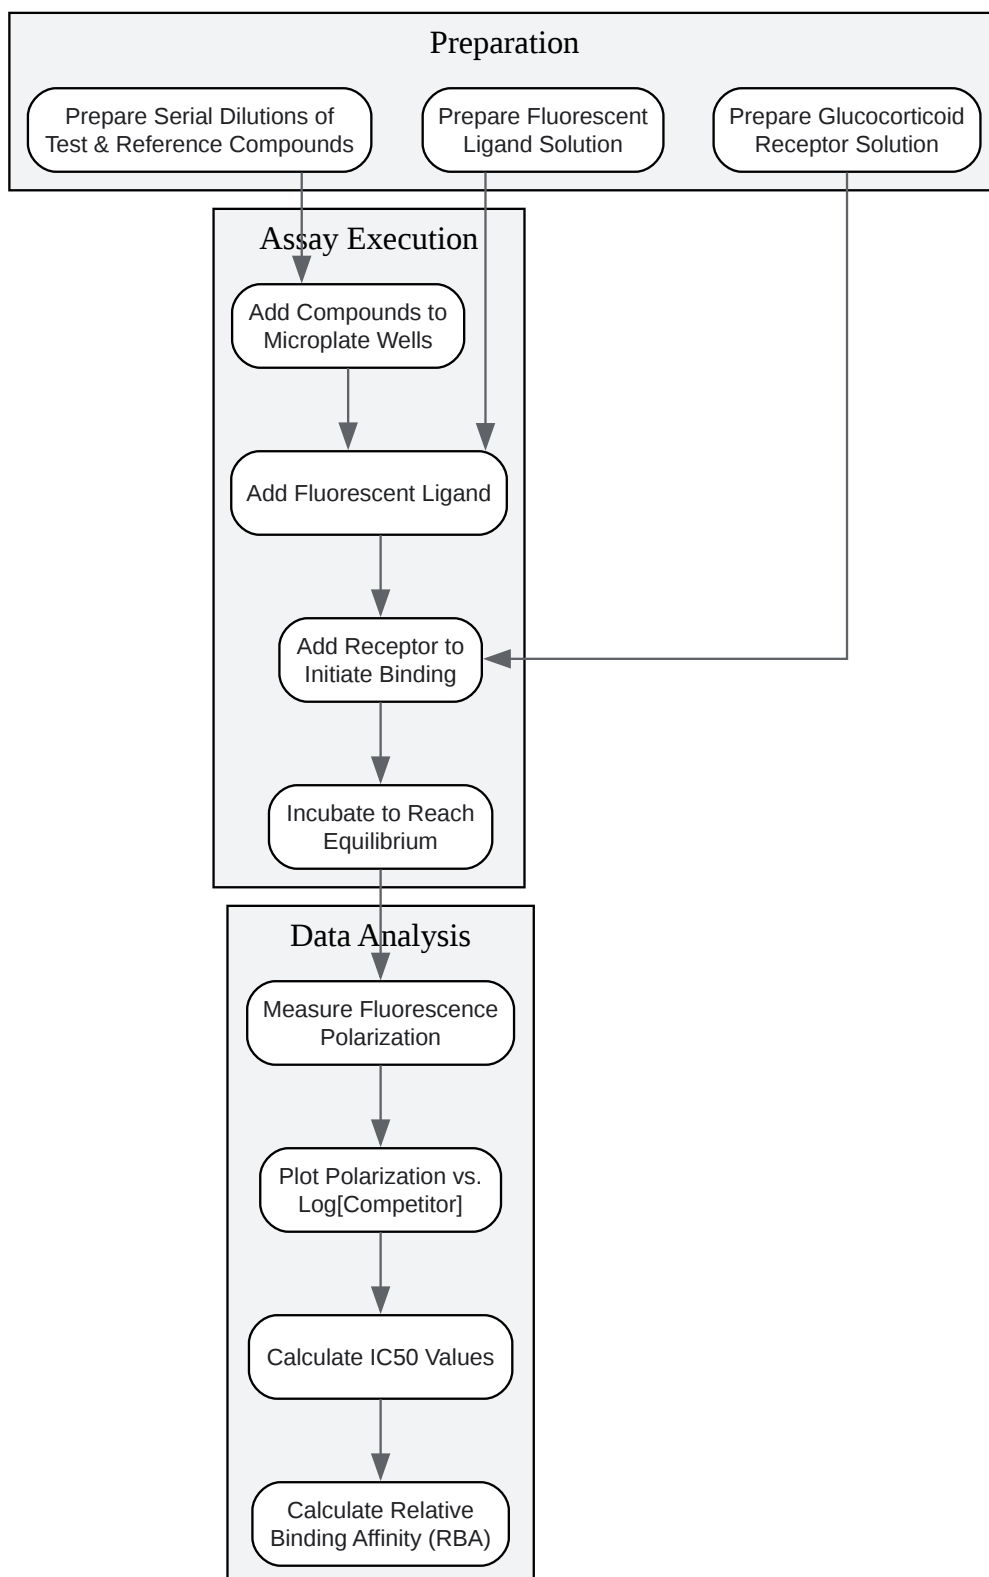 Preparation
Prepare Serial Dilutions of
Test & Reference Compounds
Prepare Fluorescent
Ligand Solution
Prepare Glucocorticoid
Receptor Solution
Assay Execution
Add Compounds to
Microplate Wells
Add Fluorescent Ligand
Add Receptor to
Initiate Binding
Incubate to Reach
Equilibrium
Data Analysis
Measure Fluorescence
Polarization
Plot Polarization vs.
Log[Competitor]
Calculate IC50 Values
Calculate Relative
Binding Affinity (RBA)